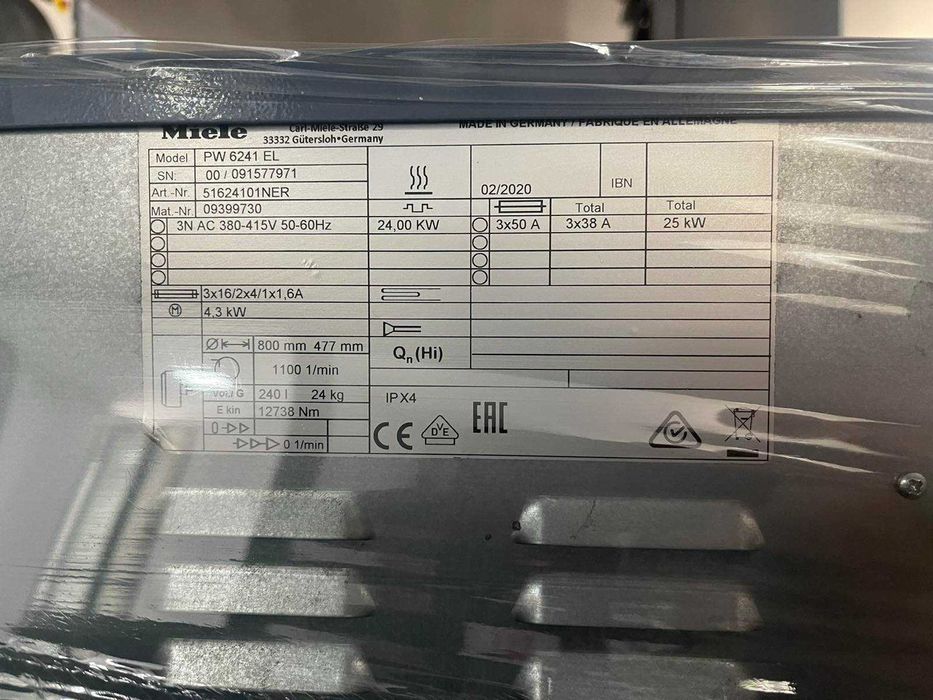 Miele
Carl-Miele-Straße 29
33332 Gütersloh•Germany
MADE IN GERMANY / FABRIQUE EN ALLEMAGNE
Model PW 6241 EL
SN: 00 / 091577971
Art.-Nr. 51624101NER
Mat.-Nr. 09399730
02/2020 IBN
Total Total
3N AC 380-415V 50-60Hz 24,00 KW 3x50 A 3x38 A 25 kW
3x16/2x4/1x1,6A
M 4,3 kW
Ø 800 mm 477 mm
1100 1/min
Vol./ G 240 l 24 kg
E kin 12738 Nm
0
0 1/min
Qn (Hi)
IPX4
CE DVE EAC